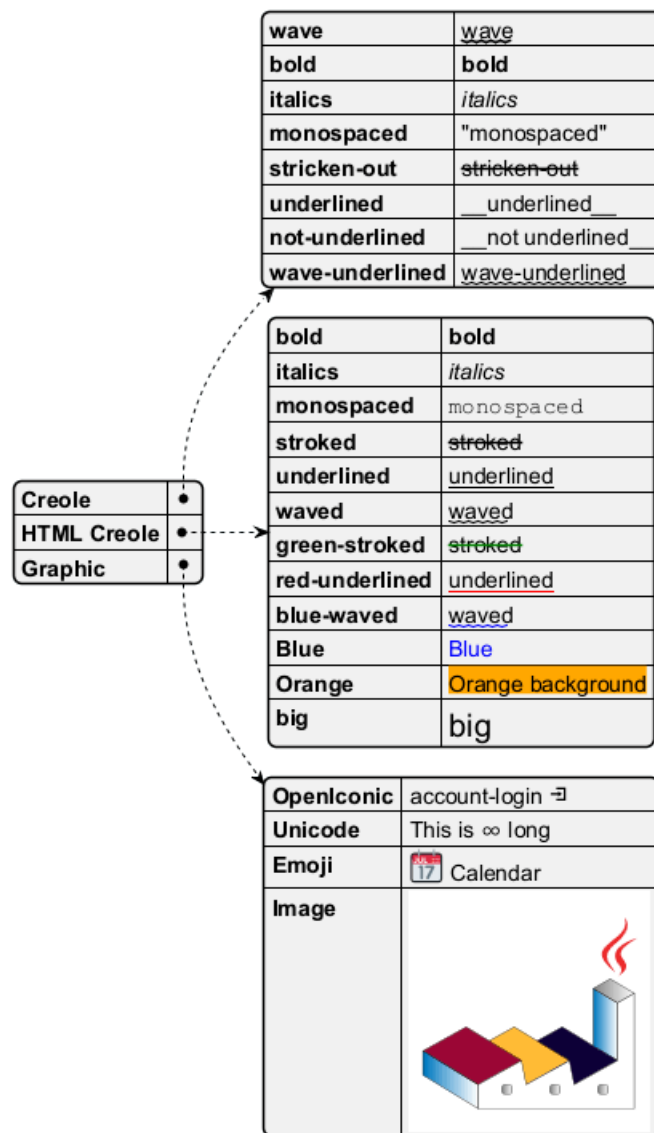 wave wave
bold bold
italics italics
monospaced "monospaced"
stricken-out stricken-out
underlined __underlined__
not-underlined __not underlined__
wave-underlined wave-underlined
bold bold
italics italics
monospaced monospaced
stroked stroked
underlined underlined
waved waved
green-stroked stroked
red-underlined underlined
blue-waved waved
Blue Blue
Orange Orange background
big big
Creole
HTML Creole
Graphic
OpenIconic account-login
Unicode This is ∞ long
Emoji JUL 17 Calendar
Image